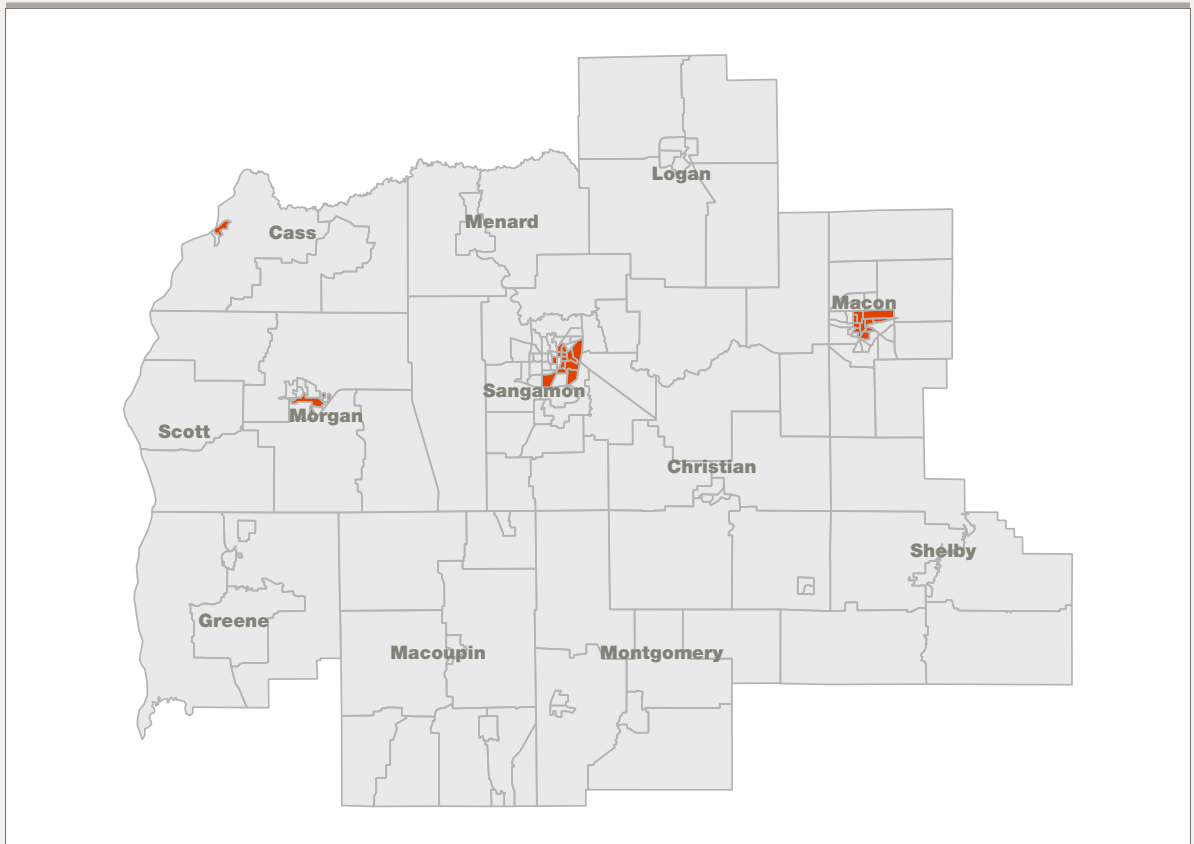 Logan
Menard
Cass
Macon
Sangamon
Morgan
Scott
Christian
Shelby
Greene
Macoupin
Montgomery